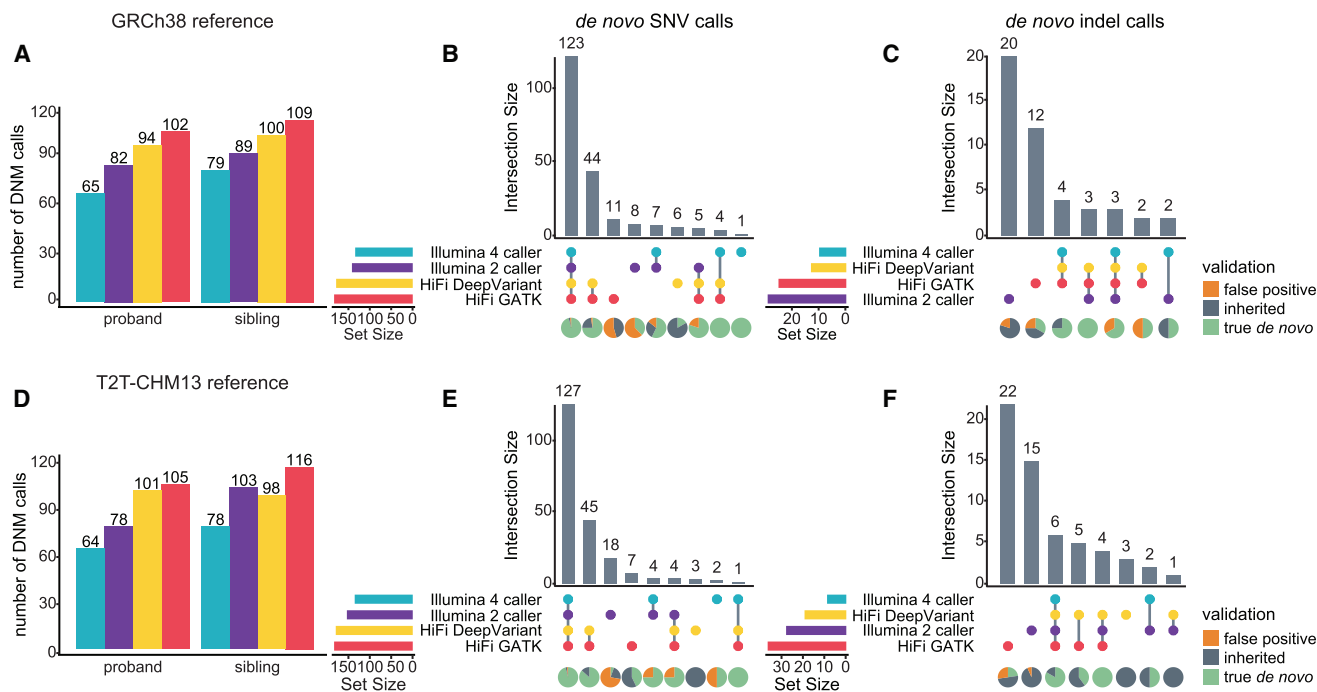 GRCh38 reference
de novo SNV calls
de novo indel calls
A
B
C
number of DNM calls
120
90
60
30
0
65
82
94
102
79
89
100
109
proband
sibling
Intersection Size
100
50
0
123
44
11
8
7
6
5
4
1
Illumina 4 caller
Illumina 2 caller
HiFi DeepVariant
HiFi GATK
150 100 50 0
Set Size
Intersection Size
20
15
10
5
0
20
12
4
3
3
2
2
Illumina 4 caller
HiFi DeepVariant
HiFi GATK
Illumina 2 caller
20 10 0
Set Size
validation
false positive
inherited
true de novo
T2T-CHM13 reference
D
E
F
number of DNM calls
120
90
60
30
0
64
78
101
105
78
103
98
116
proband
sibling
Intersection Size
100
50
0
127
45
18
7
4
4
3
2
1
Illumina 4 caller
Illumina 2 caller
HiFi DeepVariant
HiFi GATK
150 100 50 0
Set Size
Intersection Size
20
15
10
5
0
22
15
6
5
4
3
2
1
Illumina 4 caller
HiFi DeepVariant
Illumina 2 caller
HiFi GATK
30 20 10 0
Set Size
validation
false positive
inherited
true de novo